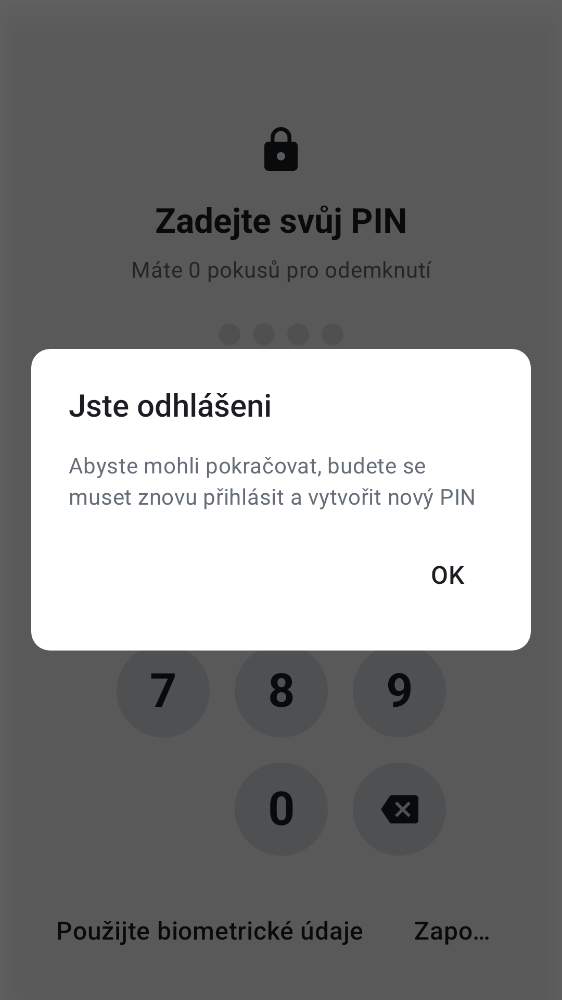 Zadejte svůj PIN
Máte 0 pokusů pro odemknutí
Jste odhlášeni
Abyste mohli pokračovat, budete se
muset znovu přihlásit a vytvořit nový PIN
OK
7 8 9
0
Použijte biometrické údaje Zapo...